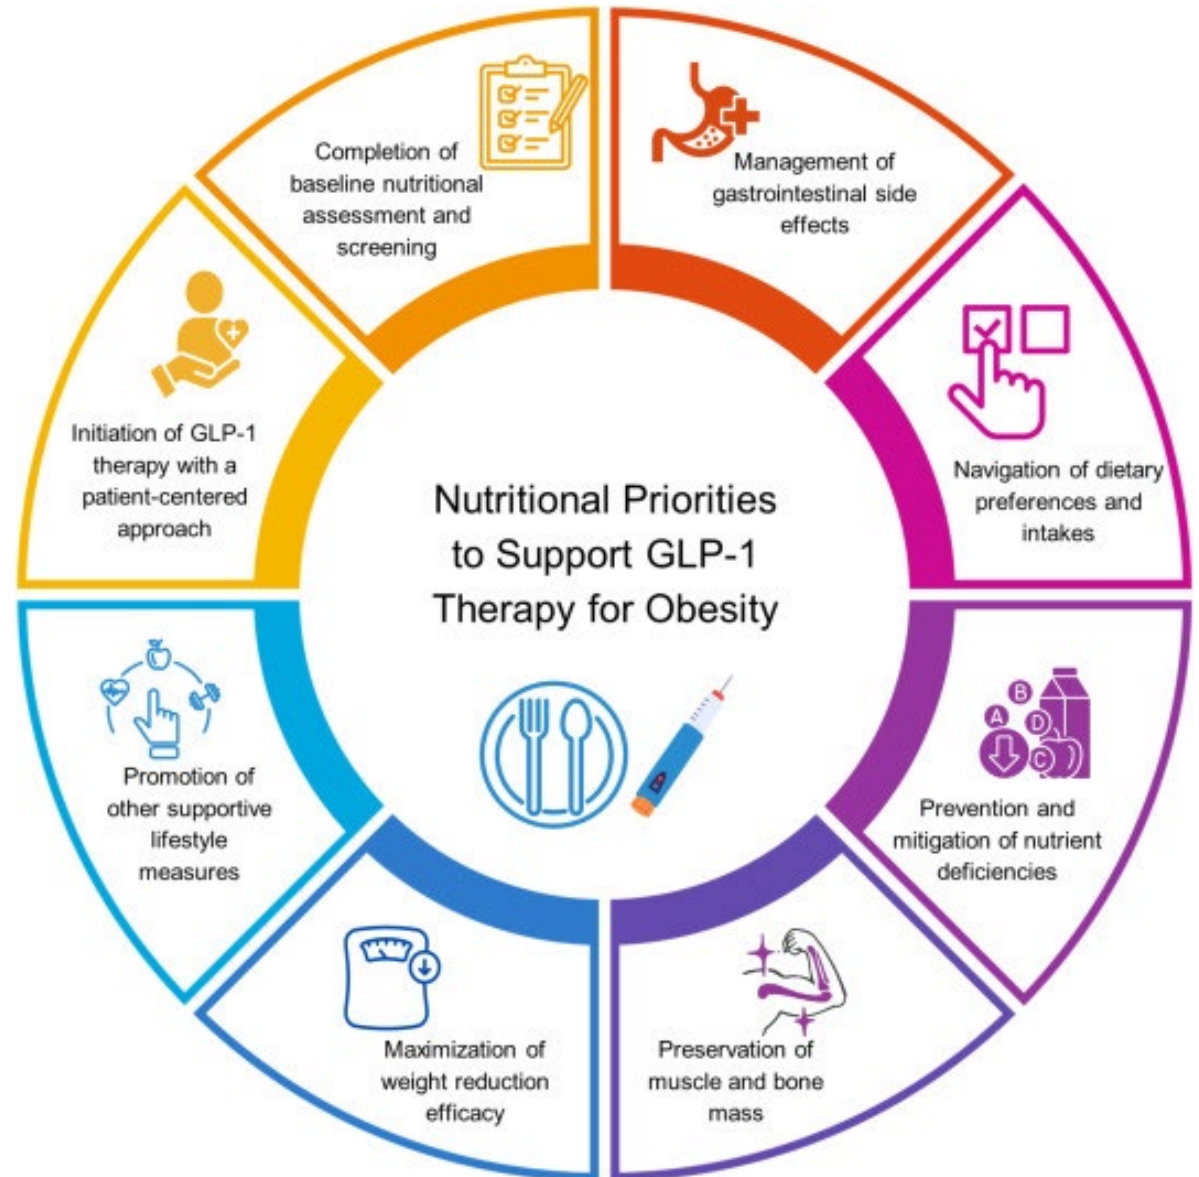 Nutritional Priorities
to Support GLP-1
Therapy for Obesity
Initiation of GLP-1
therapy with a
patient-centered
approach
Completion of
baseline nutritional
assessment and
screening
Management of
gastrointestinal side
effects
Navigation of dietary
preferences and
intakes
A
B
D
C
Prevention and
mitigation of nutrient
deficiencies
Preservation of
muscle and bone
mass
Maximization of
weight reduction
efficacy
Promotion of
other supportive
lifestyle
measures